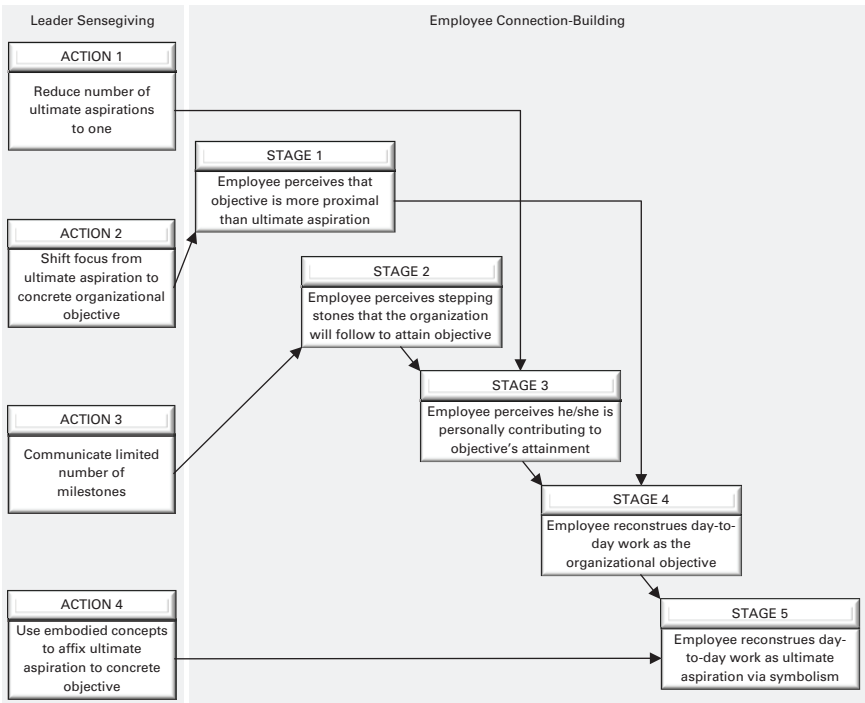 Leader Sensegiving
Employee Connection-Building
ACTION 1
Reduce number of
ultimate aspirations
to one
STAGE 1
Employee perceives that
objective is more proximal
than ultimate aspiration
ACTION 2
Shift focus from
ultimate aspiration to
concrete organizational
objective
STAGE 2
Employee perceives stepping
stones that the organization
will follow to attain objective
STAGE 3
Employee perceives he/she is
personally contributing to
objective's attainment
ACTION 3
Communicate limited
number of
milestones
STAGE 4
Employee reconstrues day-to-
day work as the
organizational objective
ACTION 4
Use embodied concepts
to affix ultimate
aspiration to concrete
objective
STAGE 5
Employee reconstrues day-
to-day work as ultimate
aspiration via symbolism